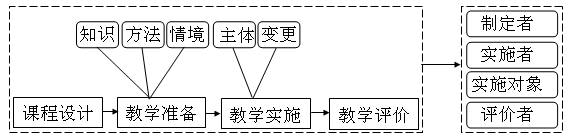 知识 方法 情境 主体 变更
课程设计 教学准备 教学实施 教学评价
制定者
实施者
实施对象
评价者